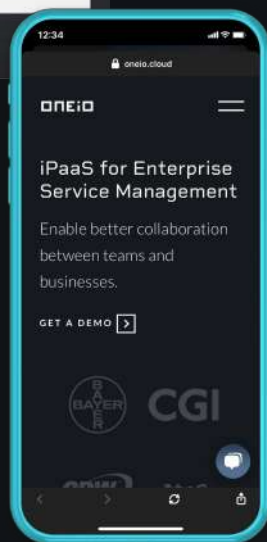 12:34
oneio.cloud
ONEiO
iPaaS for Enterprise
Service Management
Enable better collaboration
between teams and
businesses.
GET A DEMO
BAYER
BAYER
CGI